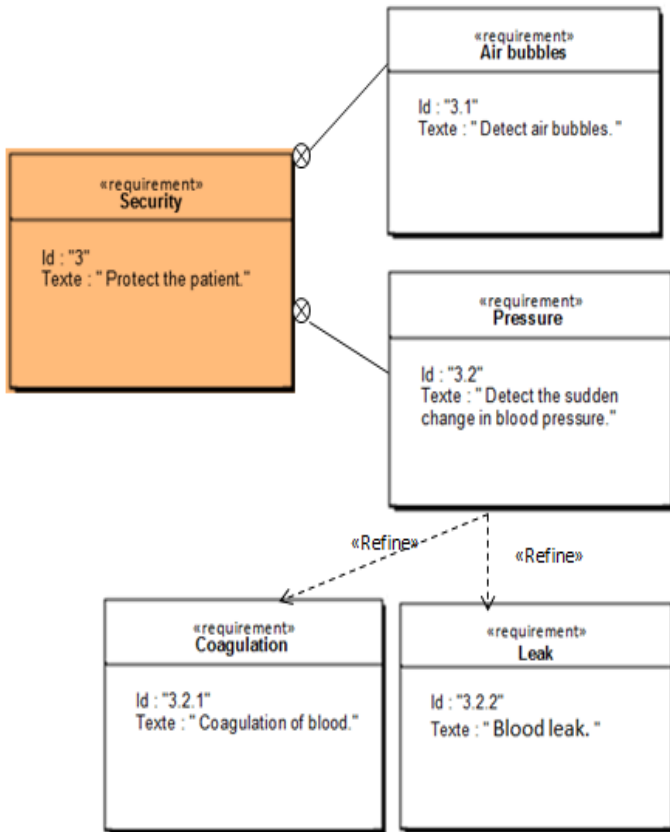 «requirement»
Air bubbles
Id : "3.1"
Texte : " Detect air bubbles. "
«requirement»
Security
Id : "3"
Texte : " Protect the patient."
«requirement»
Pressure
Id : "3.2"
Texte : " Detect the sudden
change in blood pressure."
«Refine»
«Refine»
«requirement»
Coagulation
Id : "3.2.1"
Texte : " Coagulation of blood."
«requirement»
Leak
Id : "3.2.2"
Texte : " Blood leak. "